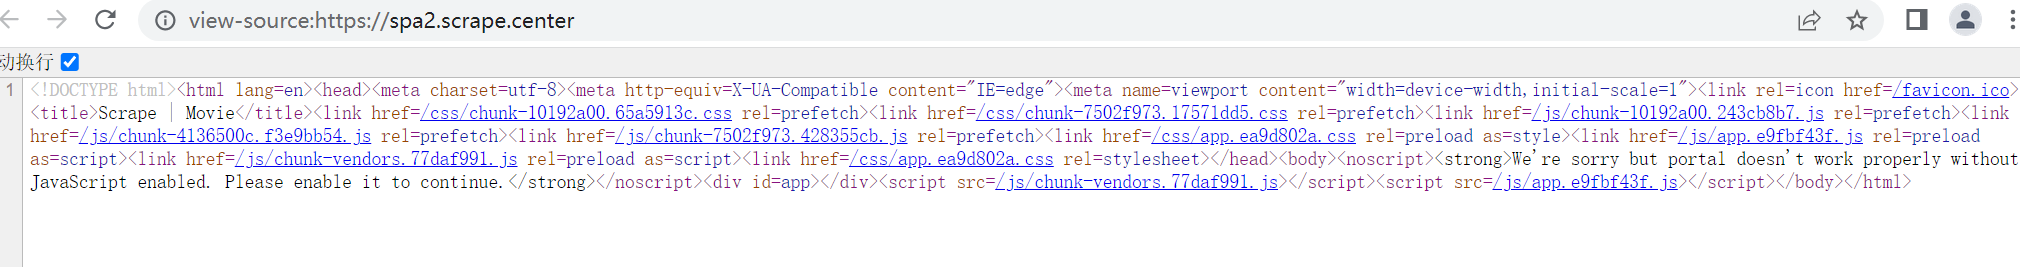 view-source:https://spa2.scrape.center
动换行
1
<!DOCTYPE html><html lang=en><head><meta charset=utf-8><meta http-equiv=X-UA-Compatible content="IE=edge"><meta name=viewport content="width=device-width,initial-scale=1"><link rel=icon href=/favicon.ico>
<title>Scrape | Movie</title><link href=/css/chunk-10192a00.65a5913c.css rel=prefetch><link href=/css/chunk-7502f973.17571dd5.css rel=prefetch><link href=/js/chunk-10192a00.243cb8b7.js rel=prefetch><link
href=/js/chunk-4136500c.f3e9bb54.js rel=prefetch><link href=/js/chunk-7502f973.428355cb.js rel=prefetch><link href=/css/app.ea9d802a.css rel=preload as=style><link href=/js/app.e9fbf43f.js rel=preload
as=script><link href=/js/chunk-vendors.77daf991.js rel=preload as=script><link href=/css/app.ea9d802a.css rel=stylesheet></head><body><noscript><strong>We're sorry but portal doesn't work properly without
JavaScript enabled. Please enable it to continue.</strong></noscript><div id=app></div><script src=/js/chunk-vendors.77daf991.js></script><script src=/js/app.e9fbf43f.js></script></body></html>